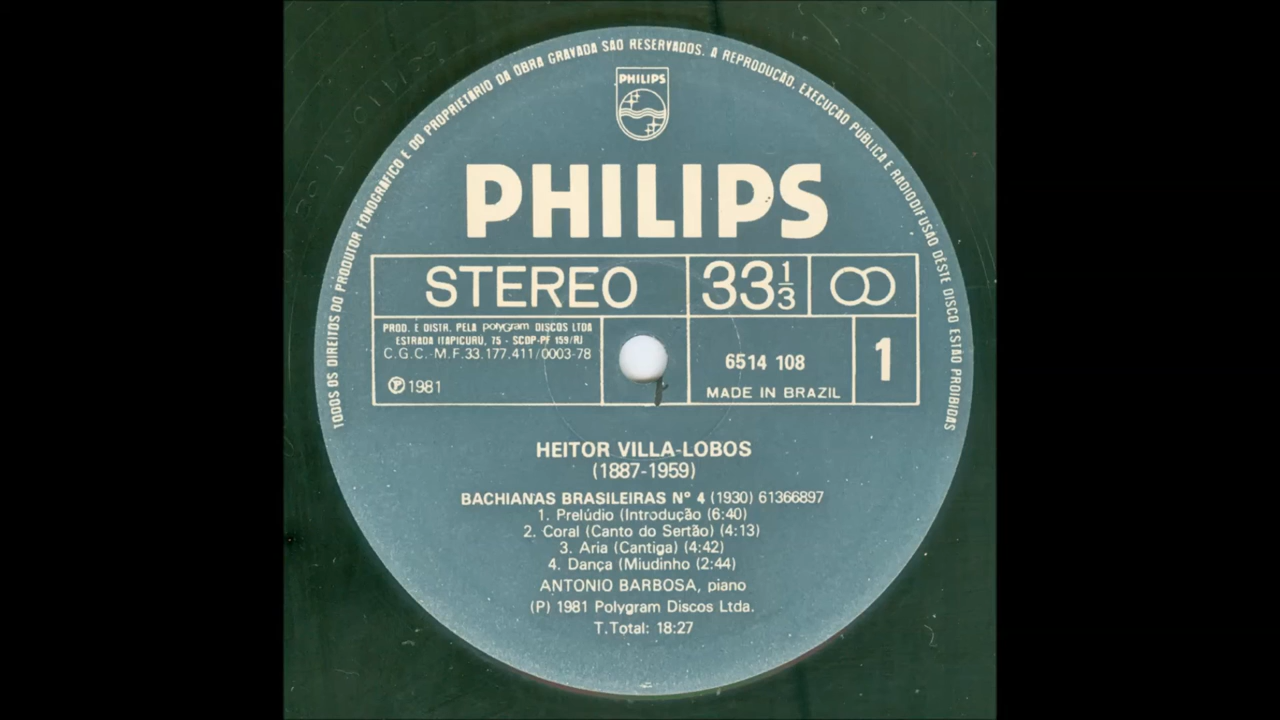 TODOS OS DIREITOS DO PRODUTOR FONOGRÁFICO E DO PROPRIETÁRIO DA OBRA GRAVADA SÃO RESERVADOS. A REPRODUÇÃO, EXECUÇÃO PÚBLICA E RADIODIFUSÃO DESTE DISCO ESTÃO PROIBIDAS
PHILIPS
PHILIPS
STEREO 33 1/3
PROD. E DISTR. PELA polyGram DISCOS LTDA
ESTRADA ITAPICURU, 75 - SCDP-PF 159/RJ
C.G.C.-M.F.33.177.411/0003-78
Ⓟ 1981
6514 108
MADE IN BRAZIL
1
HEITOR VILLA-LOBOS
(1887-1959)
BACHIANAS BRASILEIRAS Nº 4 (1930) 61366897
1. Prelúdio (Introdução (6:40)
2. Coral (Canto do Sertão) (4:13)
3. Aria (Cantiga) (4:42)
4. Dança (Miudinho (2:44)
ANTONIO BARBOSA, piano
(P) 1981 Polygram Discos Ltda.
T.Total: 18:27